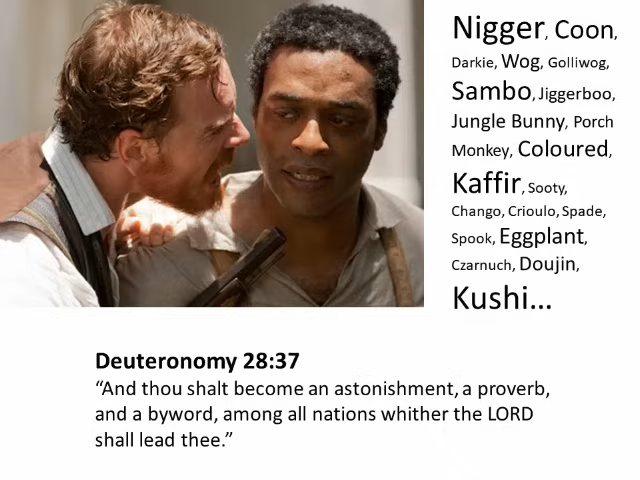 Nigger, Coon,
Darkie, Wog, Golliwog,
Sambo, Jiggerboo,
Jungle Bunny, Porch
Monkey, Coloured,
Kaffir, Sooty,
Chango, Crioulo, Spade,
Spook, Eggplant,
Czarnuch, Doujin,
Kushi...
Deuteronomy 28:37
“And thou shalt become an astonishment, a proverb,
and a byword, among all nations whither the LORD
shall lead thee.”